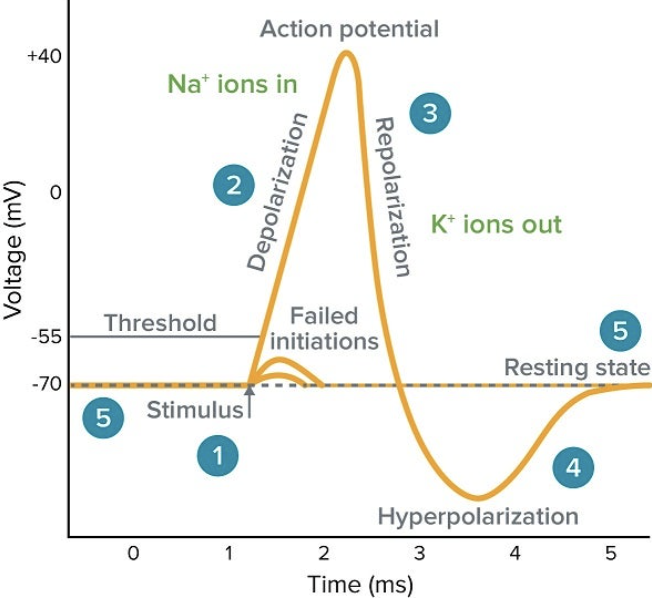 Action potential
+40
Na⁺ ions in
3
Depolarization
Repolarization
2
0
K⁺ ions out
Voltage (mV)
Threshold
Failed
initiations
5
-55
Resting state
-70
5
Stimulus
1
4
Hyperpolarization
0 1 2 3 4 5
Time (ms)